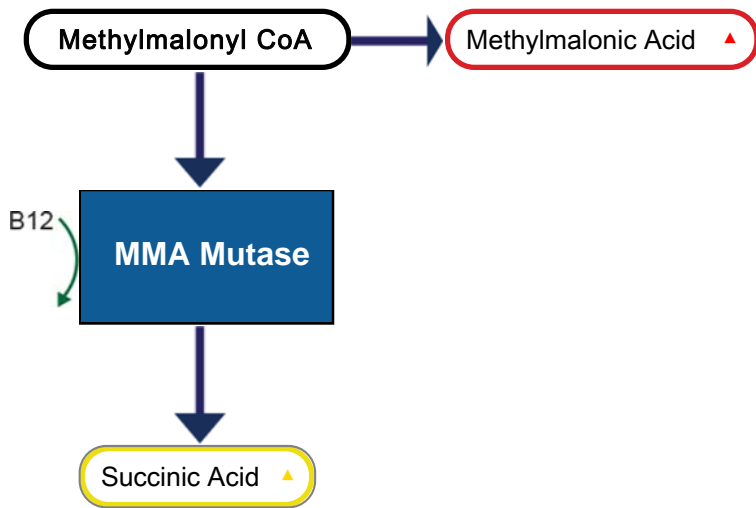 Methylmalonyl CoA
Methylmalonic Acid
B12
MMA Mutase
Succinic Acid